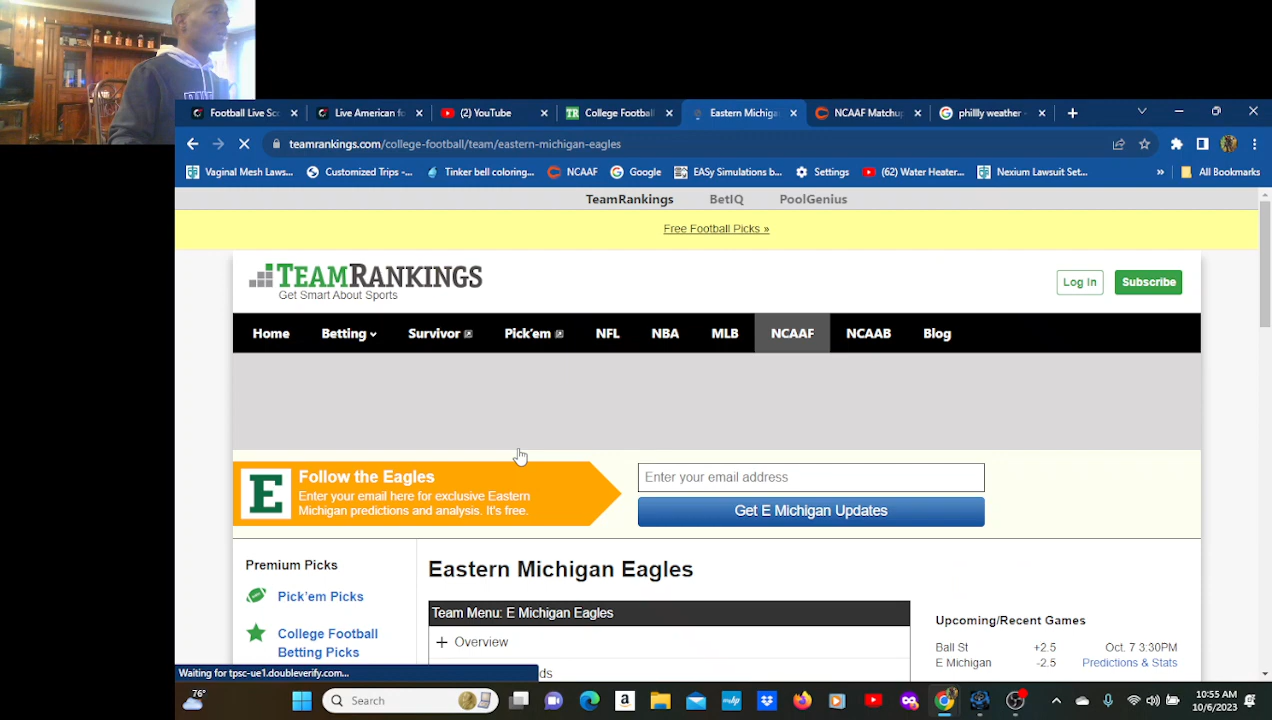 Football Live Sc
Live American fo
(2) YouTube
College Football
Eastern Michiga
NCAAF Matchup
phillly weather -
teamrankings.com/college-football/team/eastern-michigan-eagles
Vaginal Mesh Laws...
Customized Trips -...
Tinker bell coloring...
NCAAF
Google
EASy Simulations b...
Settings
(62) Water Heater...
Nexium Lawsuit Set...
»
All Bookmarks
TeamRankings
BetIQ
PoolGenius
Free Football Picks »
TEAMRANKINGS
Get Smart About Sports
Log In
Subscribe
Home
Betting
Survivor
Pick'em
NFL
NBA
MLB
NCAAF
NCAAB
Blog
E
Follow the Eagles
Enter your email here for exclusive Eastern
Michigan predictions and analysis. It's free.
Enter your email address
Get E Michigan Updates
Premium Picks
Pick'em Picks
College Football
Betting Picks
Eastern Michigan Eagles
Team Menu: E Michigan Eagles
+ Overview
ds
Upcoming/Recent Games
Ball St +2.5 Oct. 7 3:30PM
E Michigan -2.5 Predictions & Stats
Waiting for tpsc-ue1.doubleverify.com...
76°
Search
10:55 AM
10/6/2023